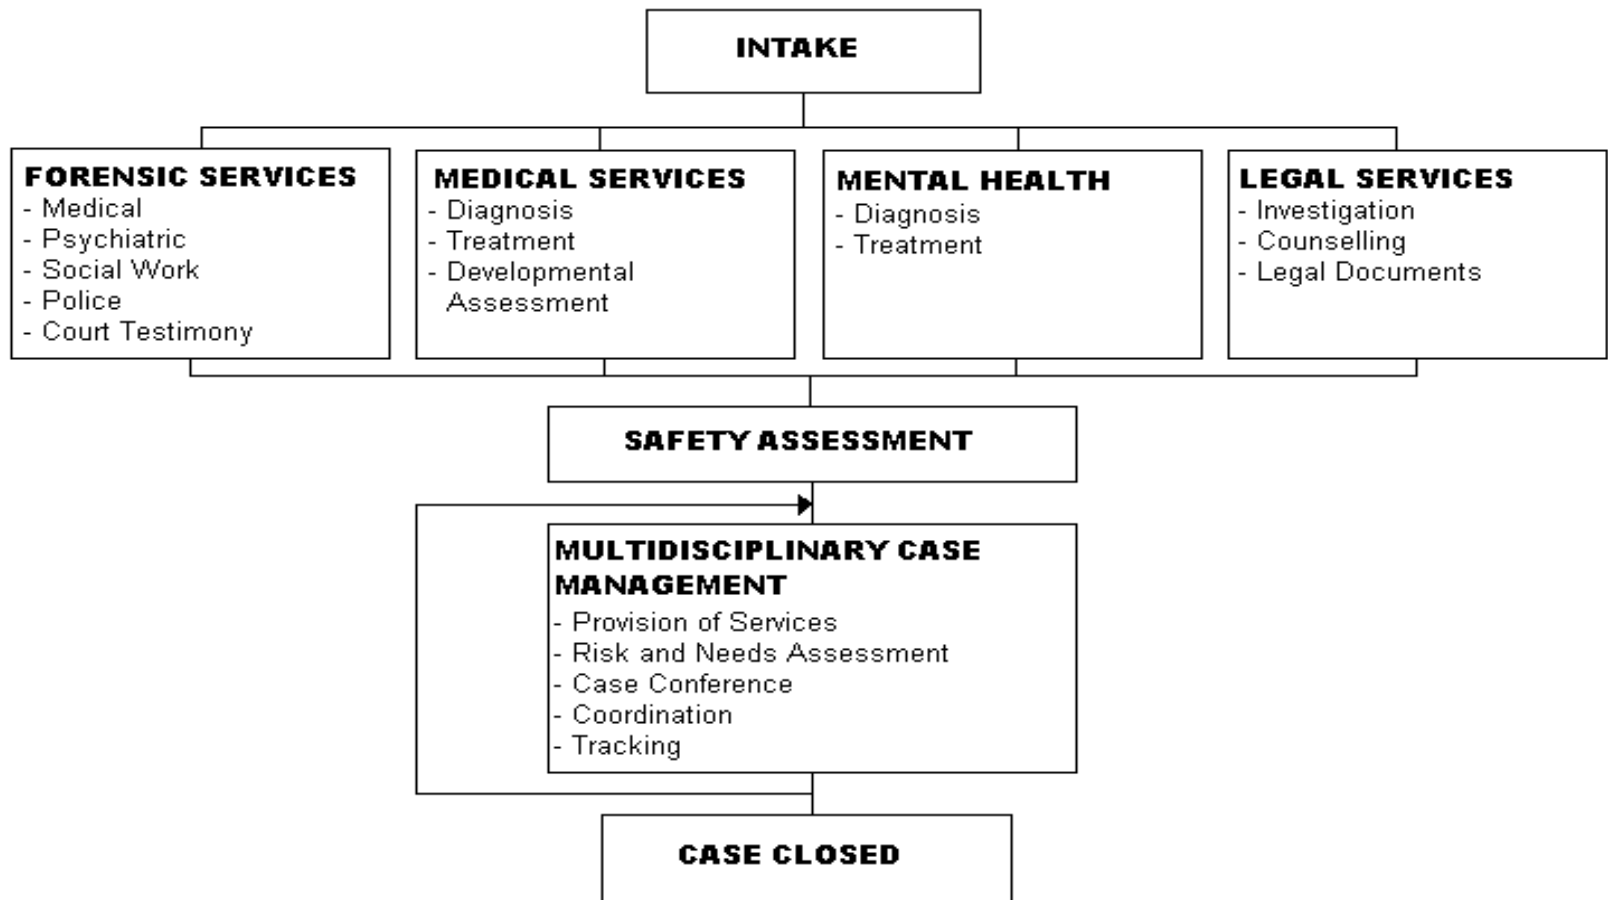 INTAKE
FORENSIC SERVICES
- Medical
- Psychiatric
- Social Work
- Police
- Court Testimony
MEDICAL SERVICES
- Diagnosis
- Treatment
- Developmental
Assessment
MENTAL HEALTH
- Diagnosis
- Treatment
LEGAL SERVICES
- Investigation
- Counselling
- Legal Documents
SAFETY ASSESSMENT
MULTIDISCIPLINARY CASE
MANAGEMENT
- Provision of Services
- Risk and Needs Assessment
- Case Conference
- Coordination
- Tracking
CASE CLOSED